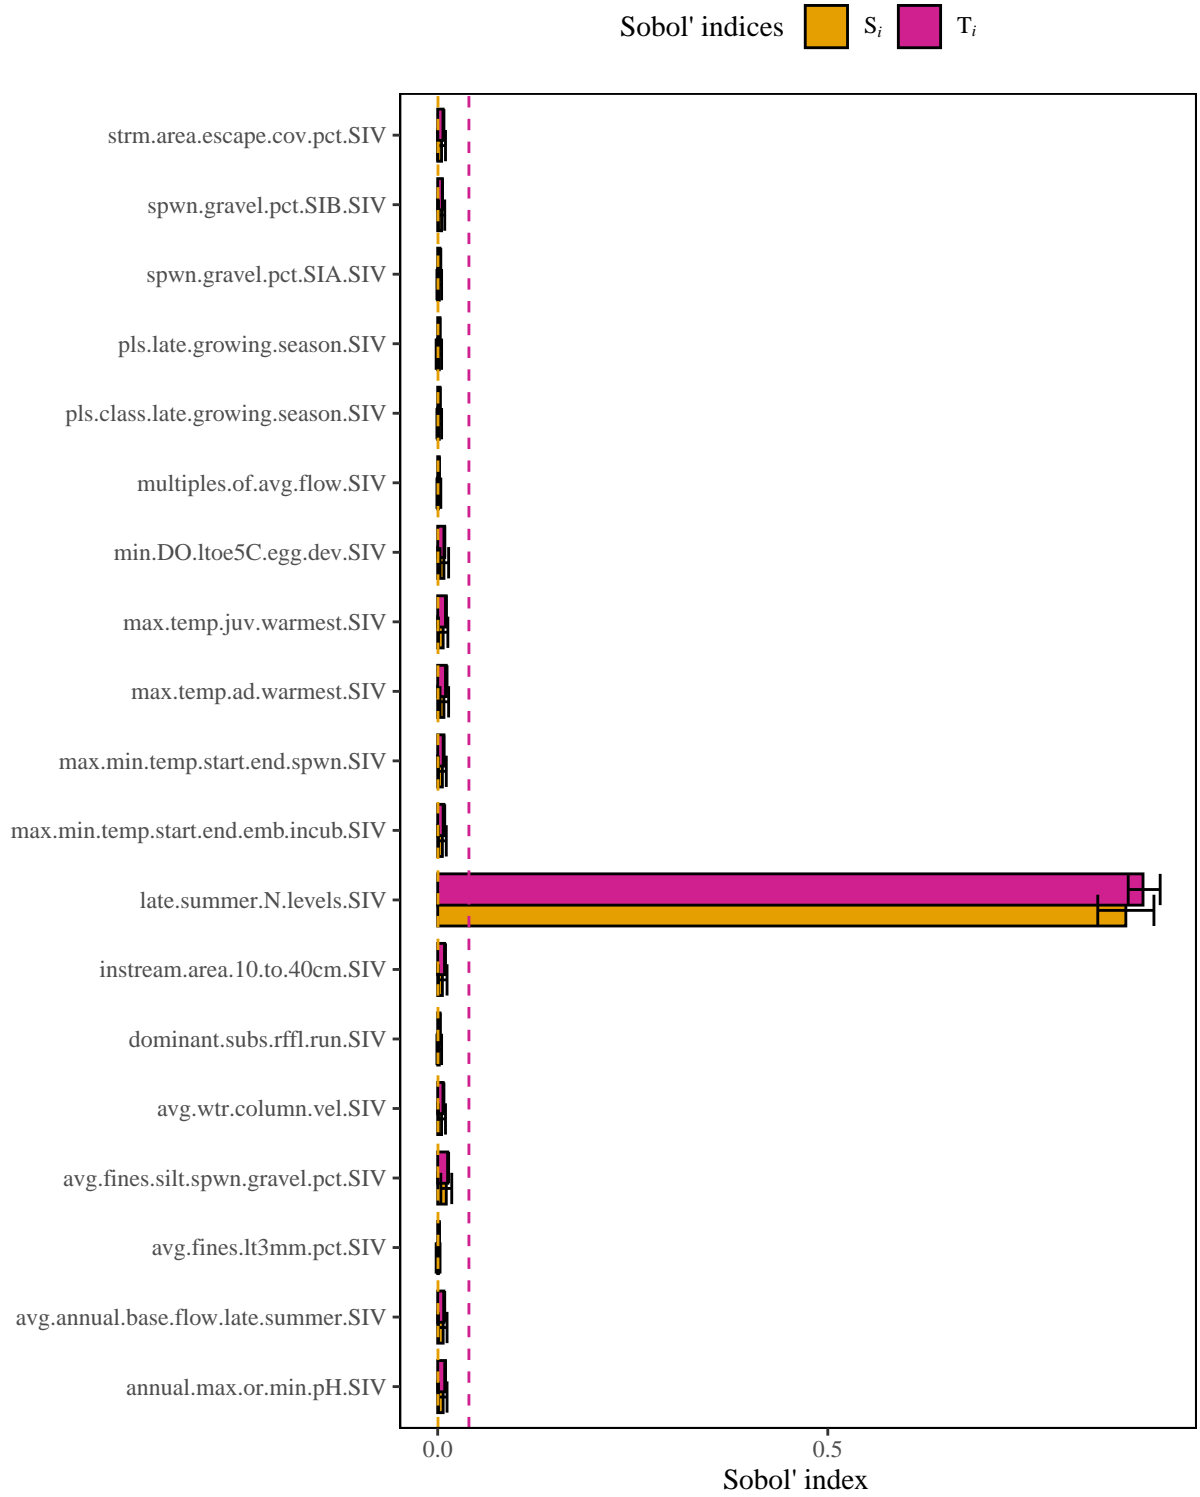 Sobol' indices Si Ti
strm.area.escape.cov.pct.SIV
spwn.gravel.pct.SIB.SIV
spwn.gravel.pct.SIA.SIV
pls.late.growing.season.SIV
pls.class.late.growing.season.SIV
multiples.of.avg.flow.SIV
min.DO.ltoe5C.egg.dev.SIV
max.temp.juv.warmest.SIV
max.temp.ad.warmest.SIV
max.min.temp.start.end.spwn.SIV
max.min.temp.start.end.emb.incub.SIV
late.summer.N.levels.SIV
instream.area.10.to.40cm.SIV
dominant.subs.rffl.run.SIV
avg.wtr.column.vel.SIV
avg.fines.silt.spwn.gravel.pct.SIV
avg.fines.lt3mm.pct.SIV
avg.annual.base.flow.late.summer.SIV
annual.max.or.min.pH.SIV
0.0 0.5
Sobol' index